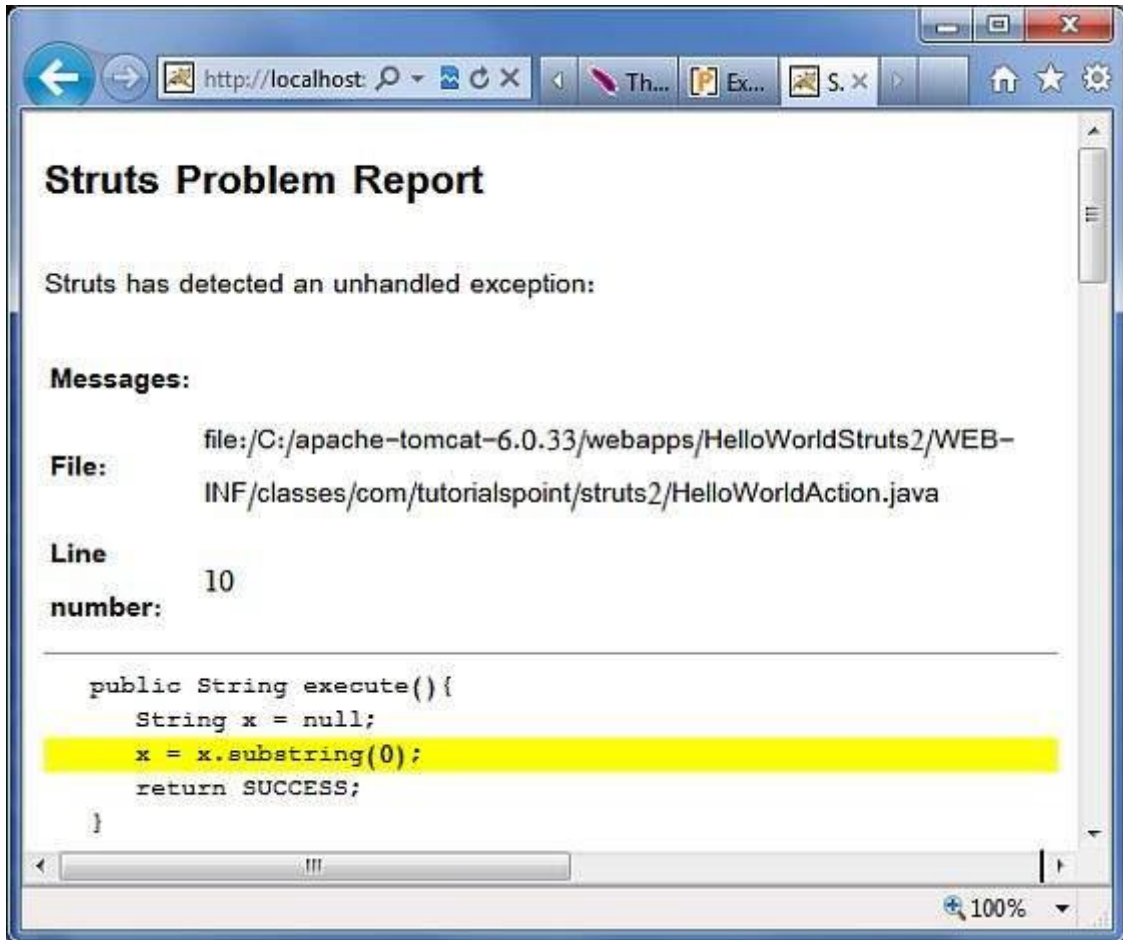 http://localhost:
Th...
Ex...
S.
Struts Problem Report
Struts has detected an unhandled exception:
Messages:
File:
file:/C:/apache-tomcat-6.0.33/webapps/HelloWorldStruts2/WEB-
INF/classes/com/tutorialspoint/struts2/HelloWorldAction.java
Line
number:
10
public String execute(){
String x = null;
x = x.substring(0);
return SUCCESS;
}
100%